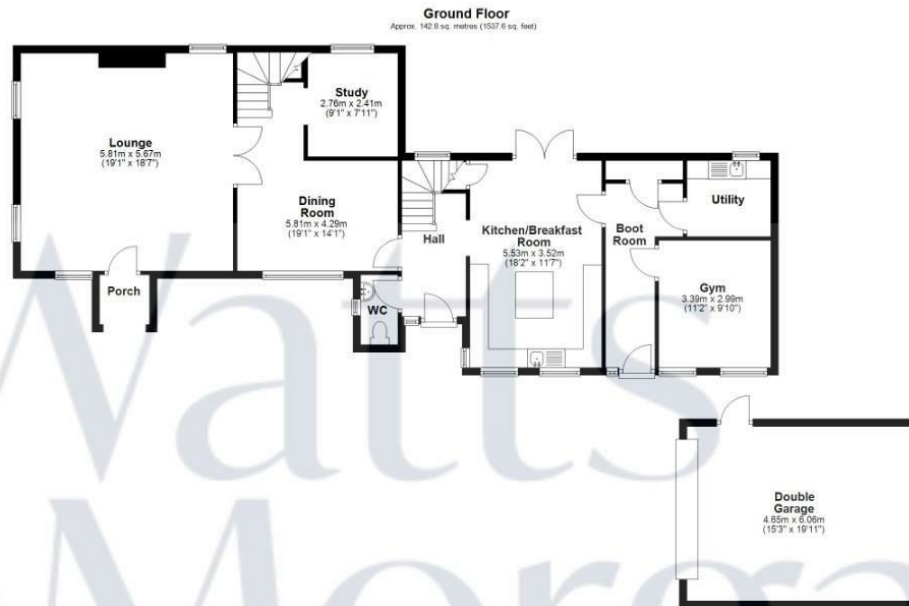 Ground Floor
Approx. 142.8 sq. metres (1537.6 sq. feet)
Study
2.76m x 2.41m
(9'1" x 7'11")
Lounge
5.81m x 5.67m
(19'1" x 18'7")
Dining
Room
5.81m x 4.29m
(19'1" x 14'1")
Hall
Kitchen/Breakfast
Room
5.53m x 3.52m
(18'2" x 11'7")
Boot
Room
Utility
Gym
3.39m x 2.99m
(11'2" x 9'10")
Porch
WC
Double
Garage
4.65m x 6.06m
(15'3" x 19'11")
Watts
Morga